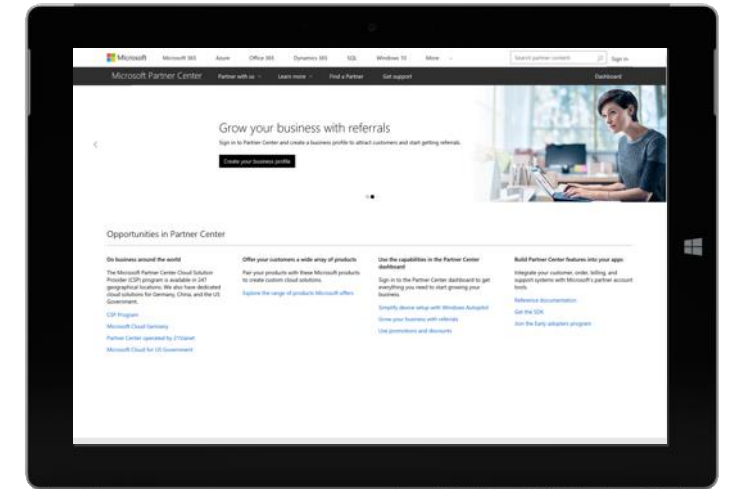 Microsoft Microsoft 365 Azure Office 365 Dynamics 365 SQL Windows 10 More Search partner content Sign in
Microsoft Partner Center Partner with us Learn more Find a Partner Get support Dashboard
Grow your business with referrals
Sign in to Partner Center and create a business profile to attract customers and start getting referrals.
Create your business profile
Opportunities in Partner Center
Do business around the world
The Microsoft Partner Center Cloud Solution
Provider (CSP) program is available in 247
geographical locations. We also have dedicated
cloud solutions for Germany, China, and the US
Government.
CSP Program
Microsoft Cloud Germany
Partner Center operated by 21Vianet
Microsoft Cloud for US Government
Offer your customers a wide array of products
Pair your products with these Microsoft products
to create custom cloud solutions.
Explore the range of products Microsoft offers
Use the capabilities in the Partner Center
dashboard
Sign in to the Partner Center dashboard to get
everything you need to start growing your
business.
Simplify device setup with Windows Autopilot
Grow your business with referrals
Use promotions and discounts
Build Partner Center features into your apps
Integrate your customer, order, billing, and
support systems with Microsoft's partner account
tools.
Reference documentation
Get the SDK
Join the Early adopters program